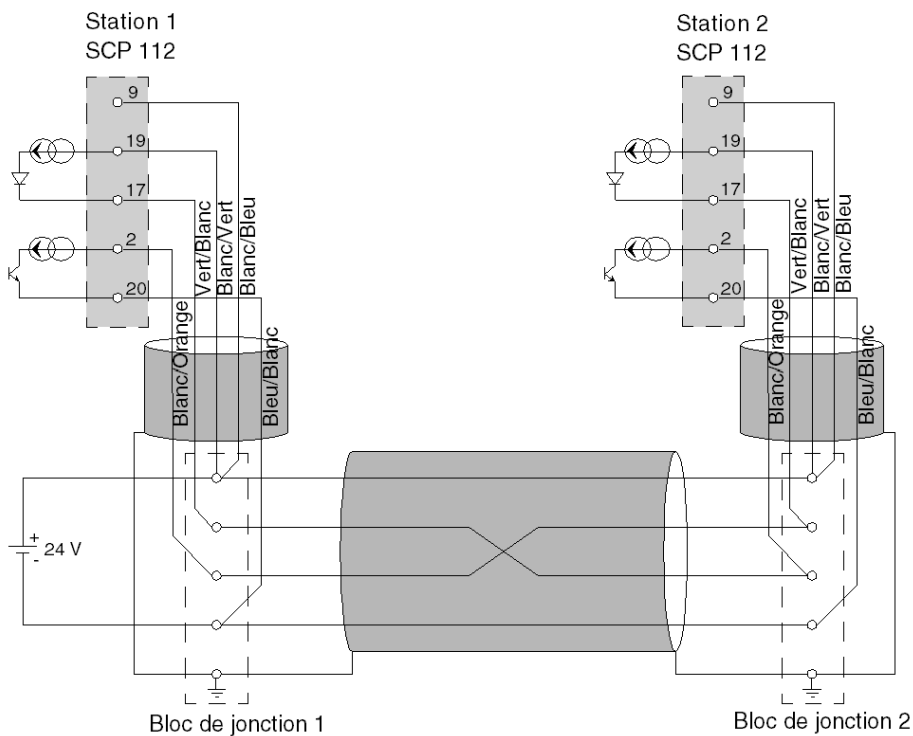 Station 1
SCP 112
9
19
17
2
20
Vert/Blanc
Blanc/Vert
Blanc/Bleu
Blanc/Orange
Bleu/Blanc
Station 2
SCP 112
9
19
17
2
20
Vert/Blanc
Blanc/Vert
Blanc/Bleu
Blanc/Orange
Bleu/Blanc
+
24 V
-
Bloc de jonction 1
Bloc de jonction 2